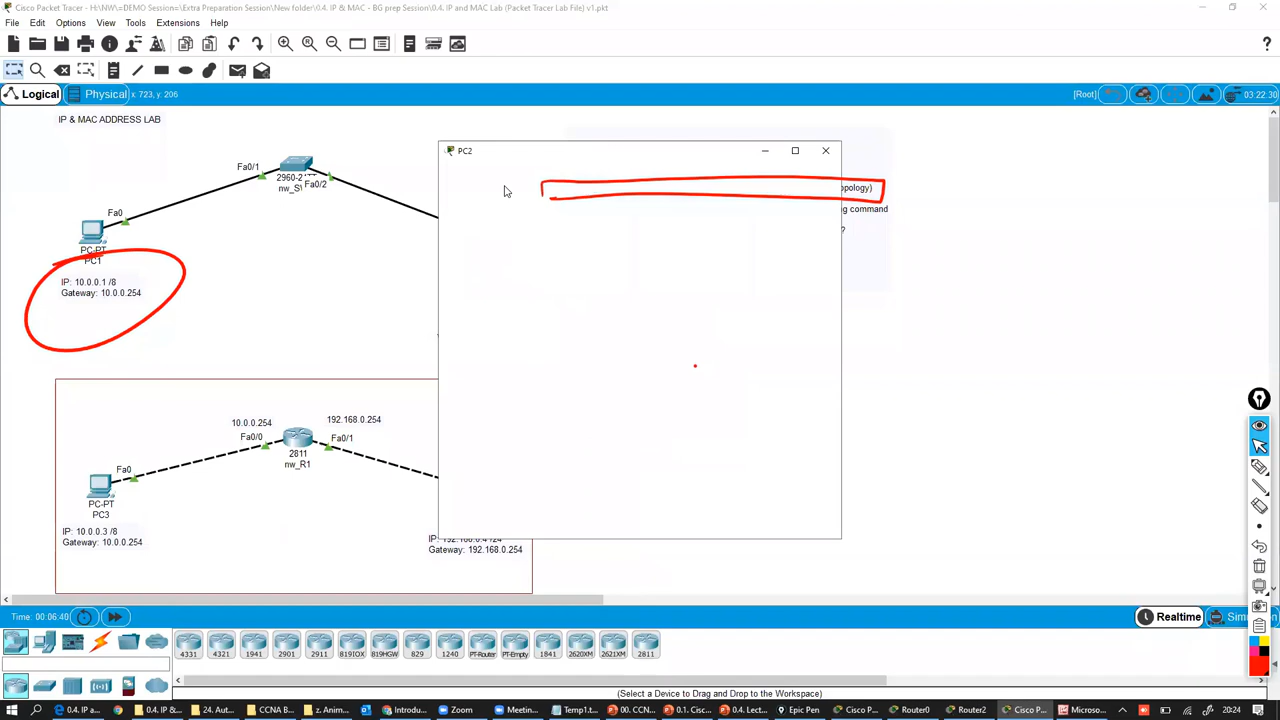 Cisco Packet Tracer - H:\NW\=DEMO Session=\Extra Preparation Session\New folder\0.4. IP & MAC - BG prep Session\0.4. IP and MAC Lab (Packet Tracer Lab File) v1.pkt
File Edit Options View Tools Extensions Help
Logical Physical x: 723, y: 206 [Root] 03:22:30
IP & MAC ADDRESS LAB
PC2
Fa0/1
Fa0/2
opology)
g command
?
Fa0
PC-PT
PC1
IP: 10.0.0.1 /8
Gateway: 10.0.0.254
10.0.0.254 192.168.0.254
Fa0/0 Fa0/1
2811
nw_R1
Fa0
PC-PT
PC3
IP: 10.0.0.3 /8
Gateway: 10.0.0.254
Gateway: 192.168.0.254
Time: 00:06:40 Realtime
4331 4321 1941 2901 2911 819IOX 819HGW 829 1240 PT-Router PT-Empty 1841 2620XM 2621XM 2811
(Select a Device to Drag and Drop to the Workspace)
0.4. IP a... 0.4. IP &... 24. Aut... CCNA B... z. Anim... Introdu... Zoom Temp1.t... 00. CCN... 0.1. Cisc... 0.4. Lect... Epic Pen Cisco P... Router0 Router2 Cisco P... Microso... ENG 20:24